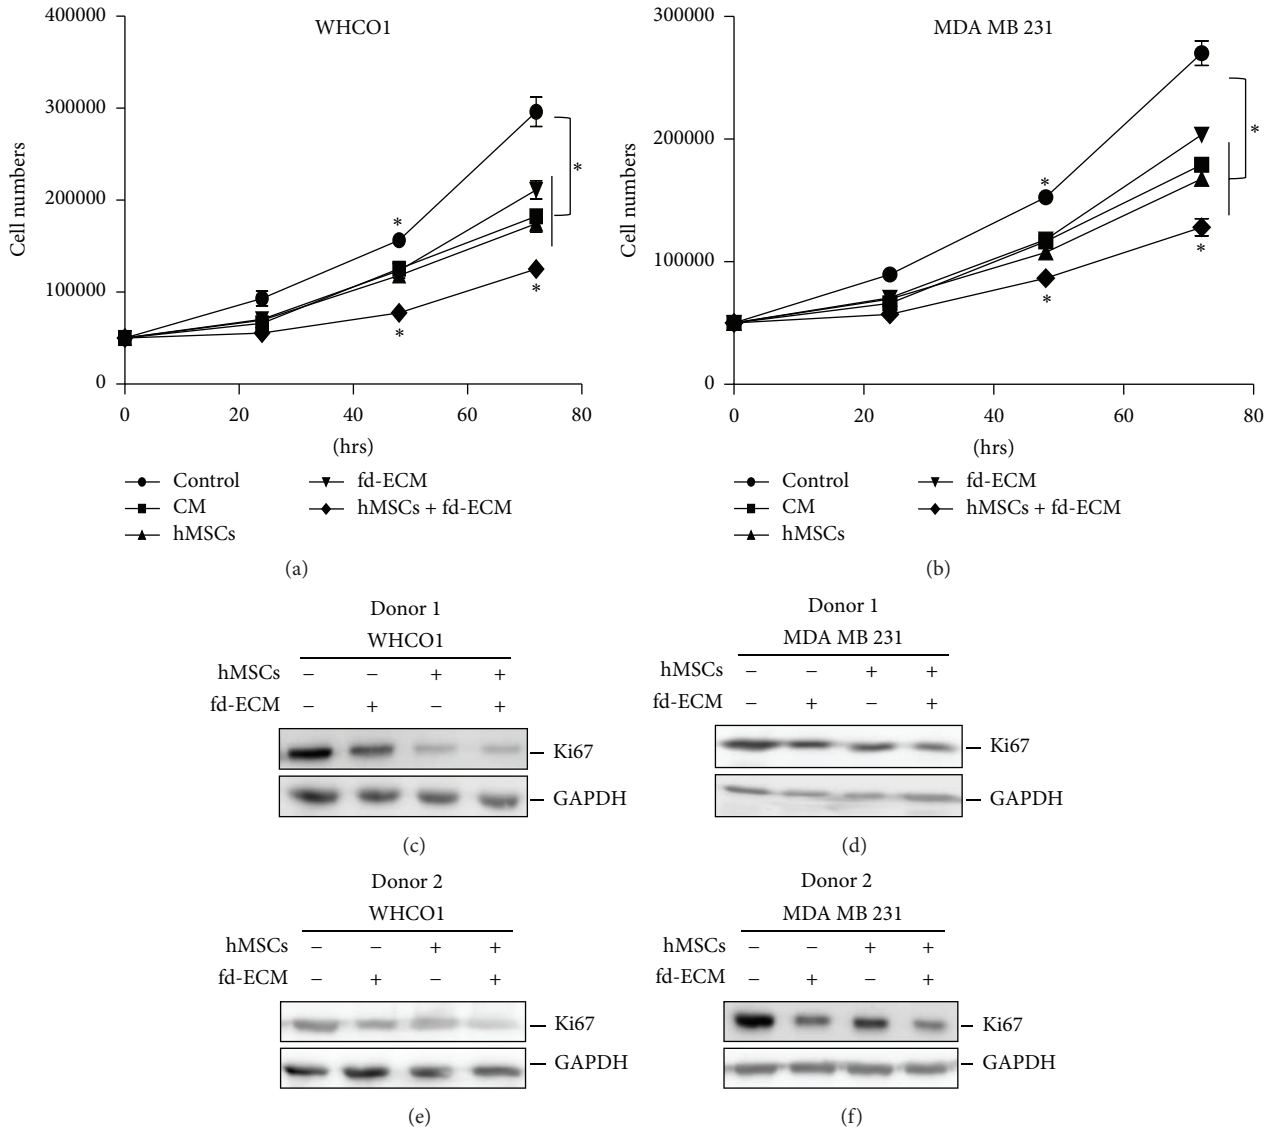 WHCO1
400000
300000
200000
100000
0
Cell numbers
*
*
*
*
0 20 40 60 80
(hrs)
Control
CM
hMSCs
fd-ECM
hMSCs + fd-ECM
(a)
MDA MB 231
300000
200000
100000
0
Cell numbers
*
*
*
*
0 20 40 60 80
(hrs)
Control
CM
hMSCs
fd-ECM
hMSCs + fd-ECM
(b)
Donor 1
WHCO1
hMSCs − − + +
fd-ECM − + − +
Ki67
GAPDH
(c)
Donor 1
MDA MB 231
hMSCs − − + +
fd-ECM − + − +
Ki67
GAPDH
(d)
Donor 2
WHCO1
hMSCs − − + +
fd-ECM − + − +
Ki67
GAPDH
(e)
Donor 2
MDA MB 231
hMSCs − − + +
fd-ECM − + − +
Ki67
GAPDH
(f)